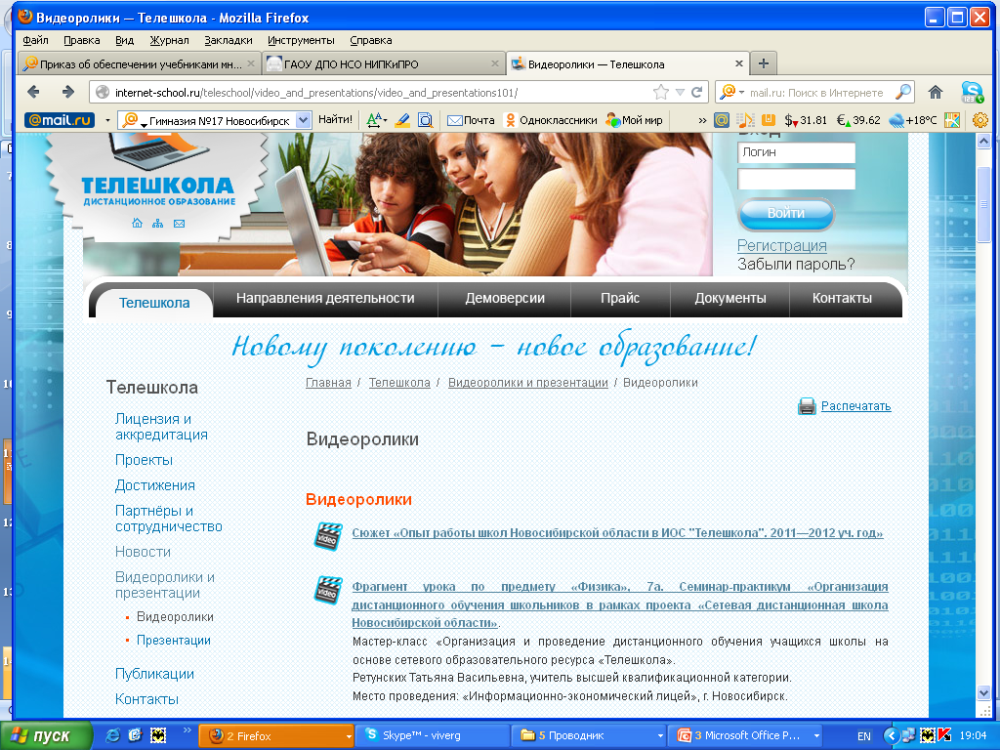 Видеоролики — Телешкола - Mozilla Firefox
Файл Правка Вид Журнал Закладки Инструменты Справка
Приказ об обеспечении учебниками мн... ГАОУ ДПО НСО НИПКиПРО Видеоролики — Телешкола
internet-school.ru/teleschool/video_and_presentations/video_and_presentations101/ mail.ru: Поиск в Интернете
@mail.ru Гимназия №17 Новосибирск Найти! Почта Одноклассники Мой мир » $ 31.81 € 39.62 +18°C
Вход
Логин
Войти
Регистрация
Забыли пароль?
ТЕЛЕШКОЛА
ДИСТАНЦИОННОЕ ОБРАЗОВАНИЕ
Телешкола Направления деятельности Демоверсии Прайс Документы Контакты
Новому поколению – новое образование!
Телешкола
Лицензия и
аккредитация
Проекты
Достижения
Партнёры и
сотрудничество
Новости
Видеоролики и
презентации
Видеоролики
Презентации
Публикации
Контакты
Главная / Телешкола / Видеоролики и презентации / Видеоролики
Распечатать
Видеоролики
Видеоролики
video
Сюжет «Опыт работы школ Новосибирской области в ИОС "Телешкола". 2011—2012 уч. год»
video
Фрагмент урока по предмету «Физика», 7а. Семинар-практикум «Организация
дистанционного обучения школьников в рамках проекта «Сетевая дистанционная школа
Новосибирской области».
Мастер-класс «Организация и проведение дистанционного обучения учащихся школы на
основе сетевого образовательного ресурса «Телешкола».
Ретунских Татьяна Васильевна, учитель высшей квалификационной категории.
Место проведения: «Информационно-экономический лицей», г. Новосибирск.
пуск » 2 Firefox Skype™ - viverg 5 Проводник 3 Microsoft Office P... EN 19:04